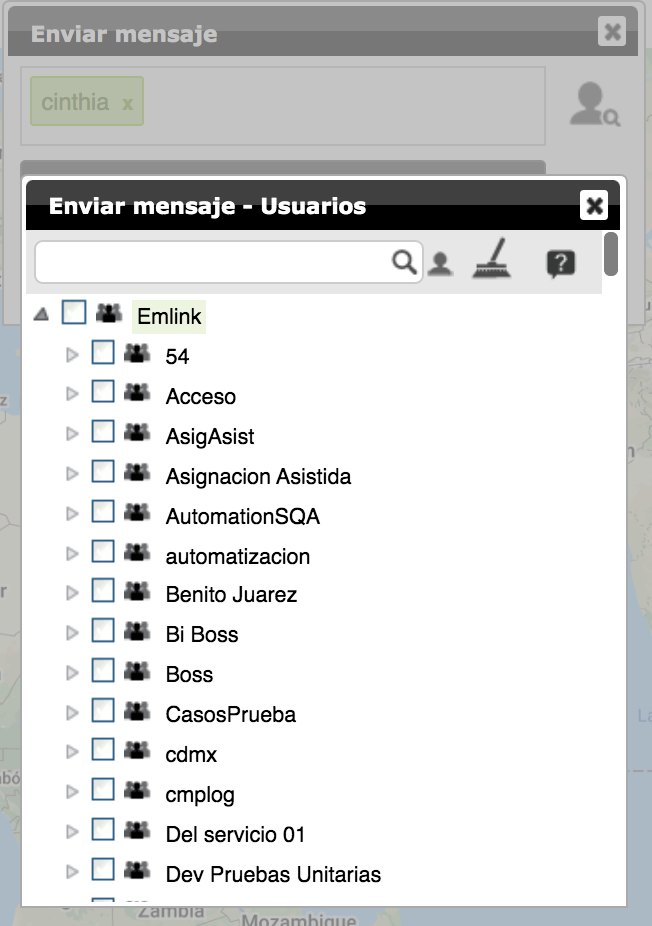 Enviar mensaje
cinthia x
Enviar mensaje - Usuarios
Emlink
54
Acceso
AsigAsist
Asignacion Asistida
AutomationSQA
automatizacion
Benito Juarez
Bi Boss
Boss
CasosPrueba
cdmx
cmplog
Del servicio 01
Dev Pruebas Unitarias
Zambia
Mozambique